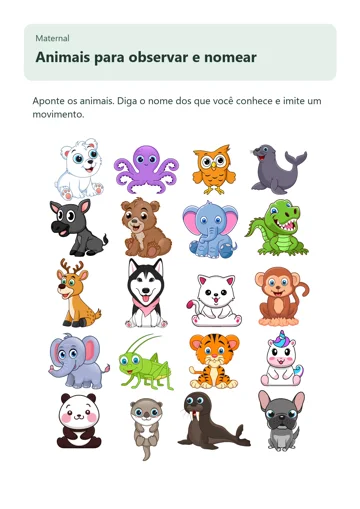 Maternal
Animais para observar e nomear
Aponte os animais. Diga o nome dos que você conhece e imite um
movimento.